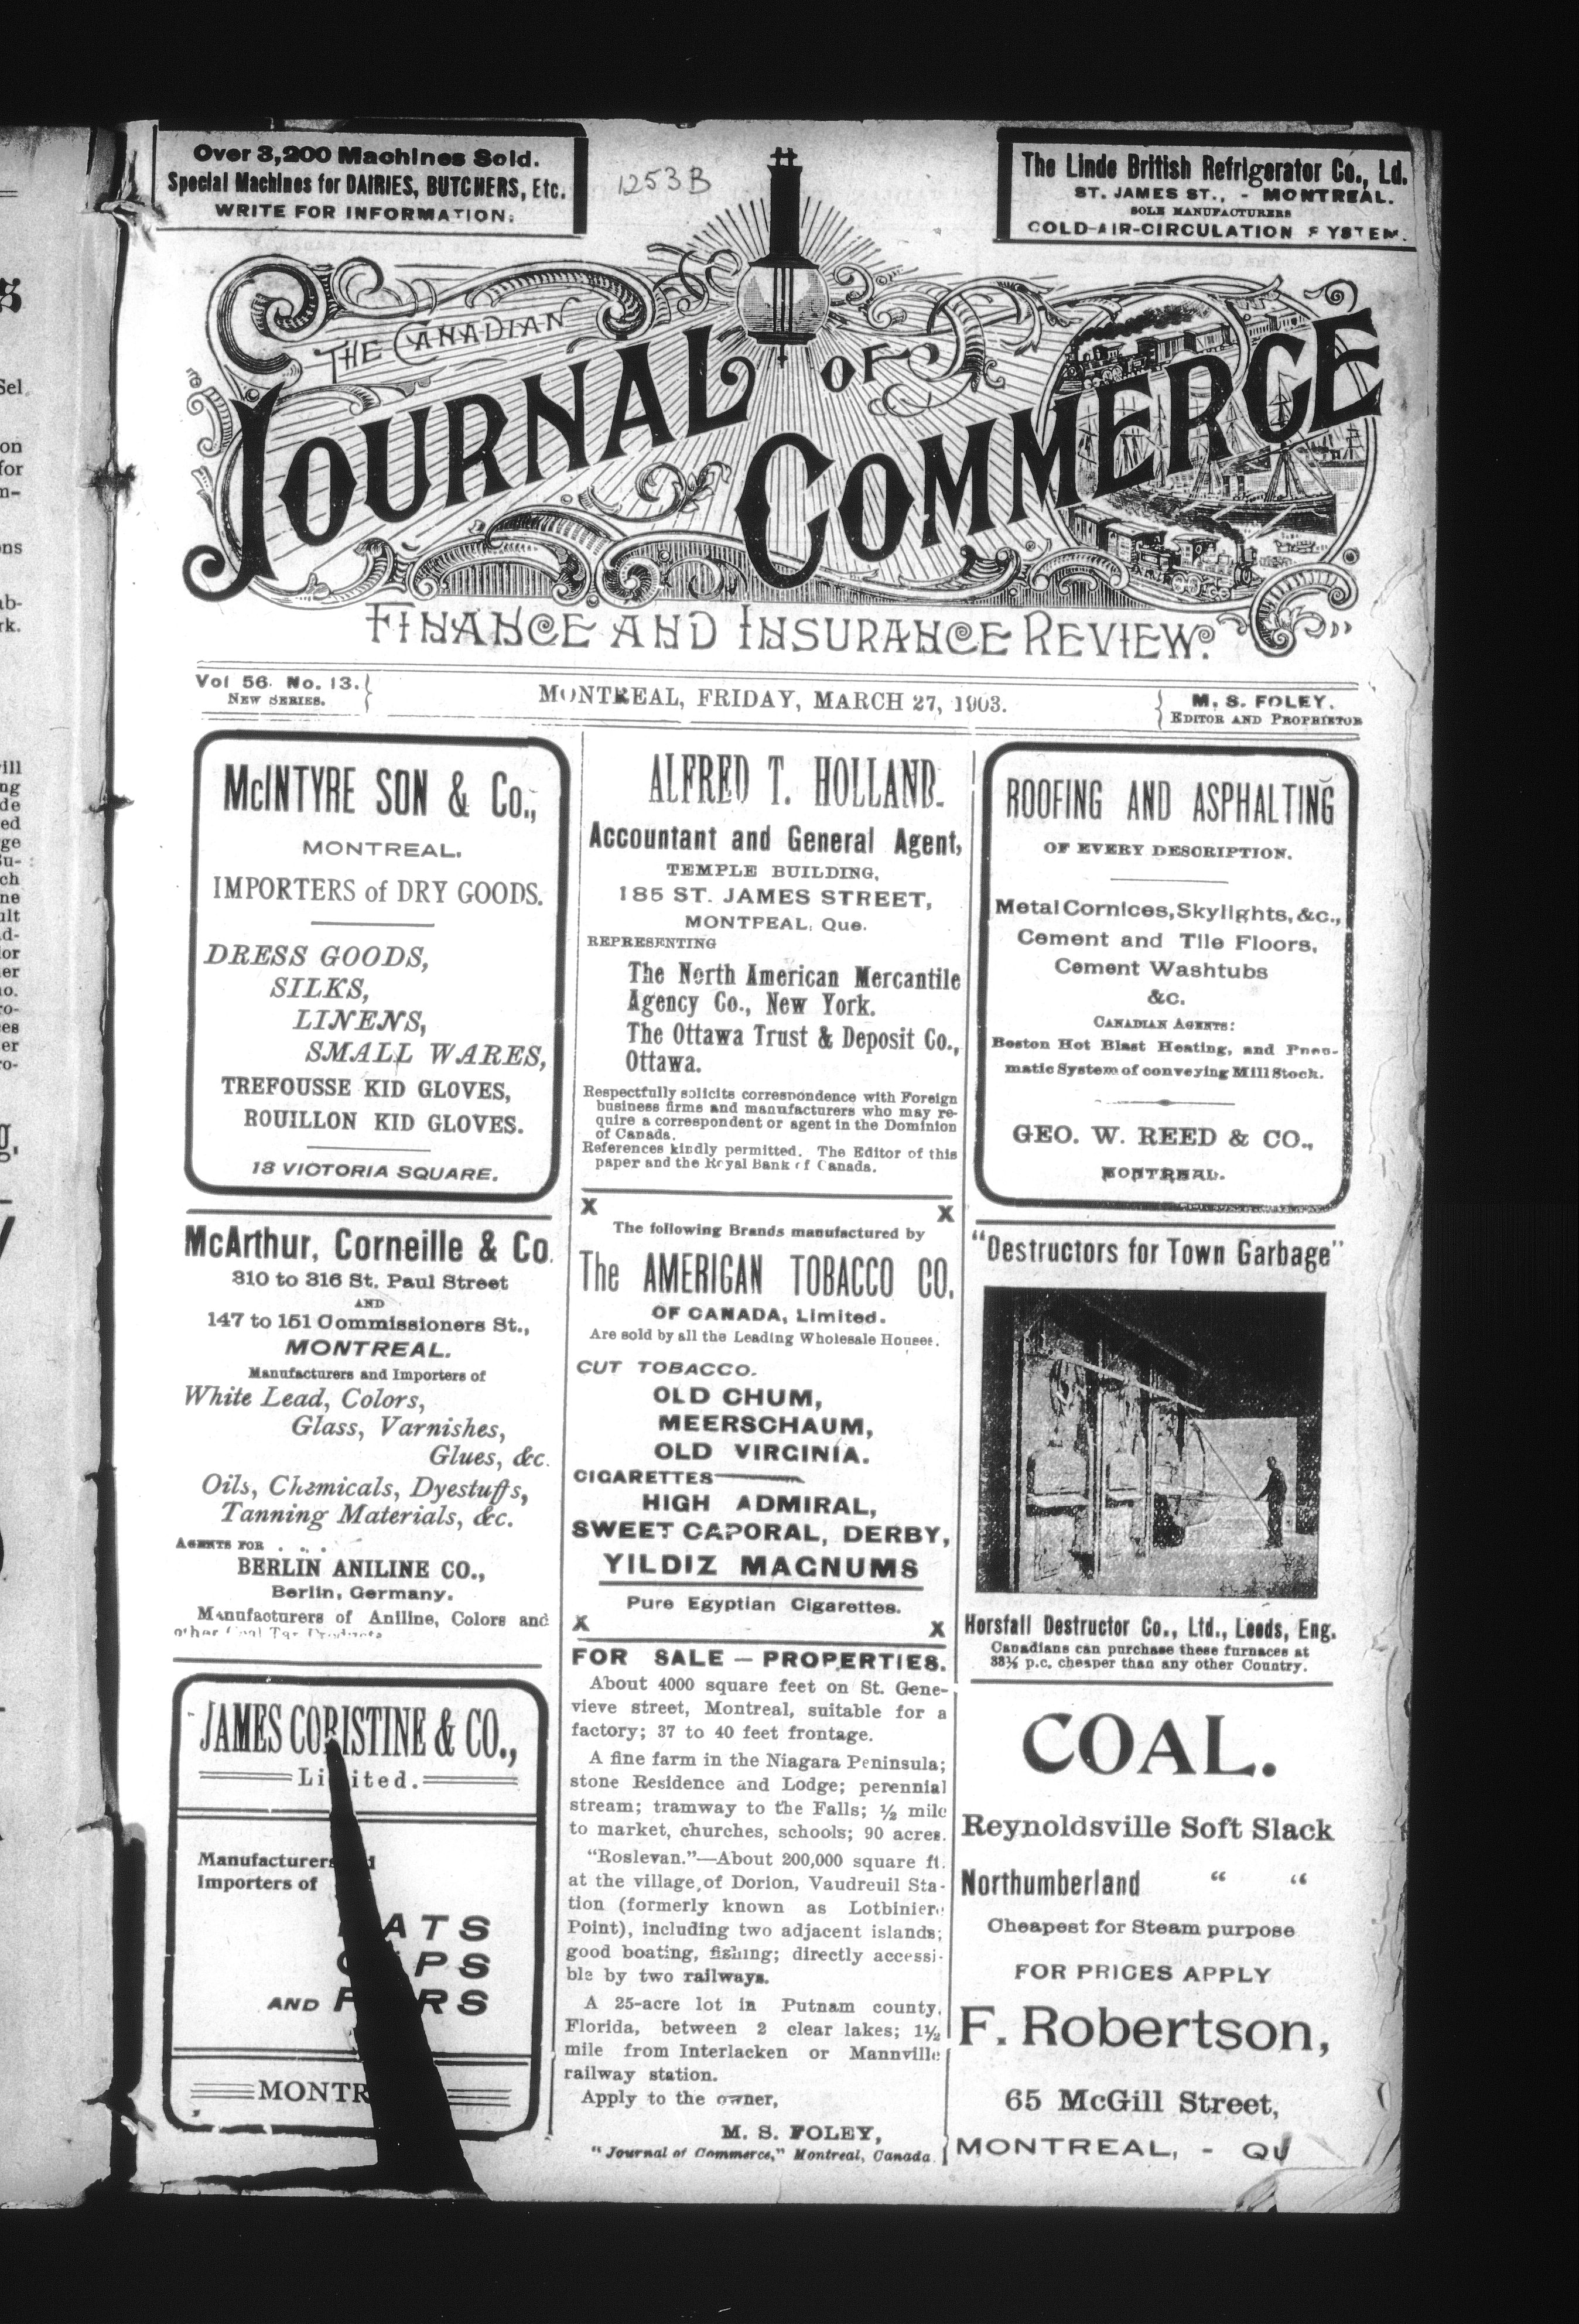 Over 3,200 Machines Sold.
Special Machines for DAIRIES, BUTCHERS, Etc.
WRITE FOR INFORMATION.
1253B
The Linde British Refrigerator Co., Ld.
ST. JAMES ST., - MONTREAL.
SOLE MANUFACTURERS
COLD-AIR-CIRCULATION SYSTEM.
THE CANADIAN
JOURNAL OF
COMMERCE
FINANCE AND INSURANCE REVIEW.
Vol 56. No. 13.
NEW SERIES.
MONTREAL, FRIDAY, MARCH 27, 1903.
M. S. FOLEY,
EDITOR AND PROPRIETOR
McINTYRE SON & Co.,
MONTREAL.
IMPORTERS of DRY GOODS.
DRESS GOODS,
SILKS,
LINENS,
SMALL WARES,
TREFOUSSE KID GLOVES,
ROUILLON KID GLOVES.
13 VICTORIA SQUARE.
McArthur, Corneille & Co.
310 to 316 St. Paul Street
AND
147 to 151 Commissioners St.,
MONTREAL.
Manufacturers and Importers of
White Lead, Colors,
Glass, Varnishes,
Glues, &c.
Oils, Chemicals, Dyestuffs,
Tanning Materials, &c.
AGENTS FOR . . .
BERLIN ANILINE CO.,
Berlin, Germany.
Manufacturers of Aniline, Colors and
other Coal Tar Products
JAMES CORISTINE & CO.,
Li ited.
Manufacturers
Importers of
ATS
PS
AND F RS
MONTR
ALFRED T. HOLLAND.
Accountant and General Agent,
TEMPLE BUILDING,
185 ST. JAMES STREET,
MONTREAL, Que.
REPRESENTING
The North American Mercantile
Agency Co., New York.
The Ottawa Trust & Deposit Co.,
Ottawa.
Respectfully solicits correspondence with Foreign
business firms and manufacturers who may re-
quire a correspondent or agent in the Dominion
of Canada.
References kindly permitted. The Editor of this
paper and the Royal Bank of Canada.
X X
The following Brands manufactured by
The AMERICAN TOBACCO CO.
OF CANADA, Limited.
Are sold by all the Leading Wholesale Houses.
CUT TOBACCO.
OLD CHUM,
MEERSCHAUM,
OLD VIRGINIA.
CIGARETTES
HIGH ADMIRAL,
SWEET CAPORAL, DERBY,
YILDIZ MAGNUMS
Pure Egyptian Cigarettes.
X X
FOR SALE — PROPERTIES.
About 4000 square feet on St. Gene-
vieve street, Montreal, suitable for a
factory; 37 to 40 feet frontage.
A fine farm in the Niagara Peninsula;
stone Residence and Lodge; perennial
stream; tramway to the Falls; ½ mile
to market, churches, schools; 90 acres.
"Roslevan."—About 200,000 square ft.
at the village of Dorion, Vaudreuil Sta-
tion (formerly known as Lotbiniere
Point), including two adjacent islands;
good boating, fishing; directly accessi-
ble by two railways.
A 25-acre lot in Putnam county,
Florida, between 2 clear lakes; 1½
mile from Interlacken or Mannville
railway station.
Apply to the owner,
M. S. FOLEY,
"Journal of Commerce," Montreal, Canada.
ROOFING AND ASPHALTING
OF EVERY DESCRIPTION.
Metal Cornices, Skylights, &c.,
Cement and Tile Floors,
Cement Washtubs
&c.
CANADIAN AGENTS:
Boston Hot Blast Heating, and Pneu-
matic System of conveying Mill Stock.
GEO. W. REED & CO.,
MONTREAL.
"Destructors for Town Garbage"
Horsfall Destructor Co., Ltd., Leeds, Eng.
Canadians can purchase these furnaces at
33⅓ p.c. cheaper than any other Country.
COAL.
Reynoldsville Soft Slack
Northumberland " "
Cheapest for Steam purpose
FOR PRICES APPLY
F. Robertson,
65 McGill Street,
MONTREAL, - QU